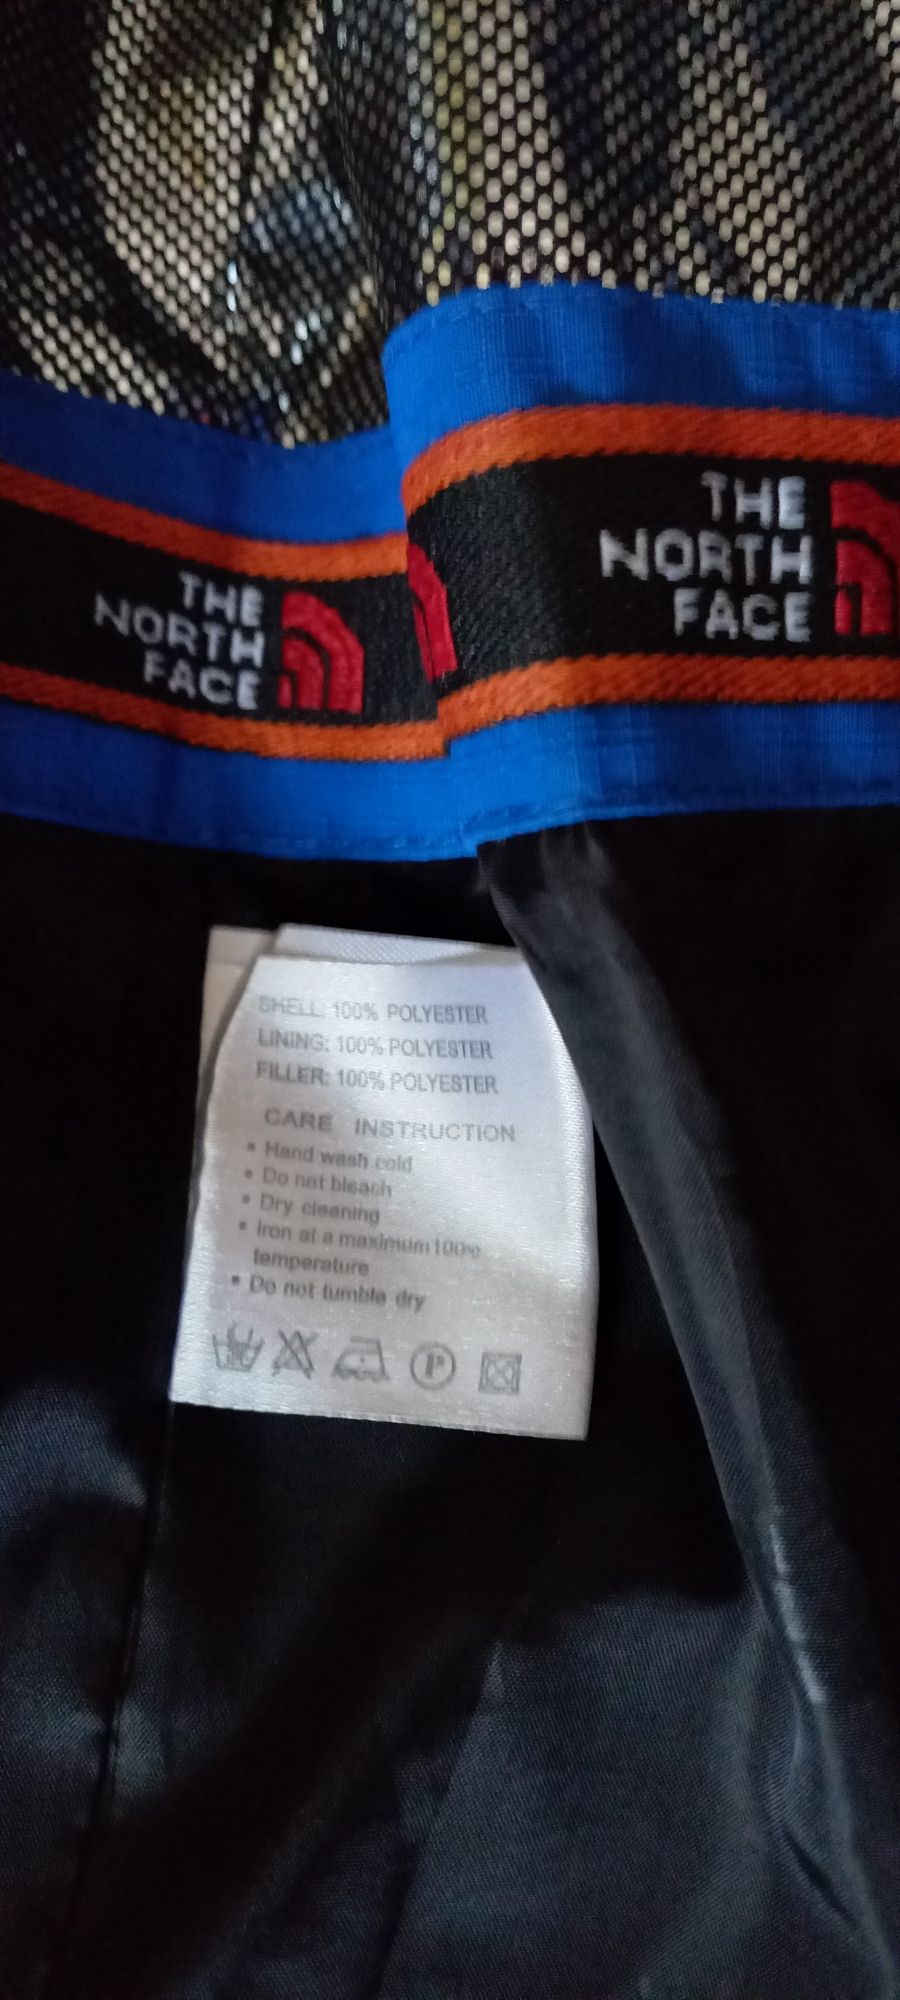 THE
NORTH
FACE
THE
NORTH
FACE
SHELL: 100% POLYESTER
LINING: 100% POLYESTER
FILLER: 100% POLYESTER
CARE INSTRUCTION
• Hand wash cold
• Do not bleach
• Dry cleaning
• Iron at a maximum 100℃
temperature
• Do not tumble dry
P